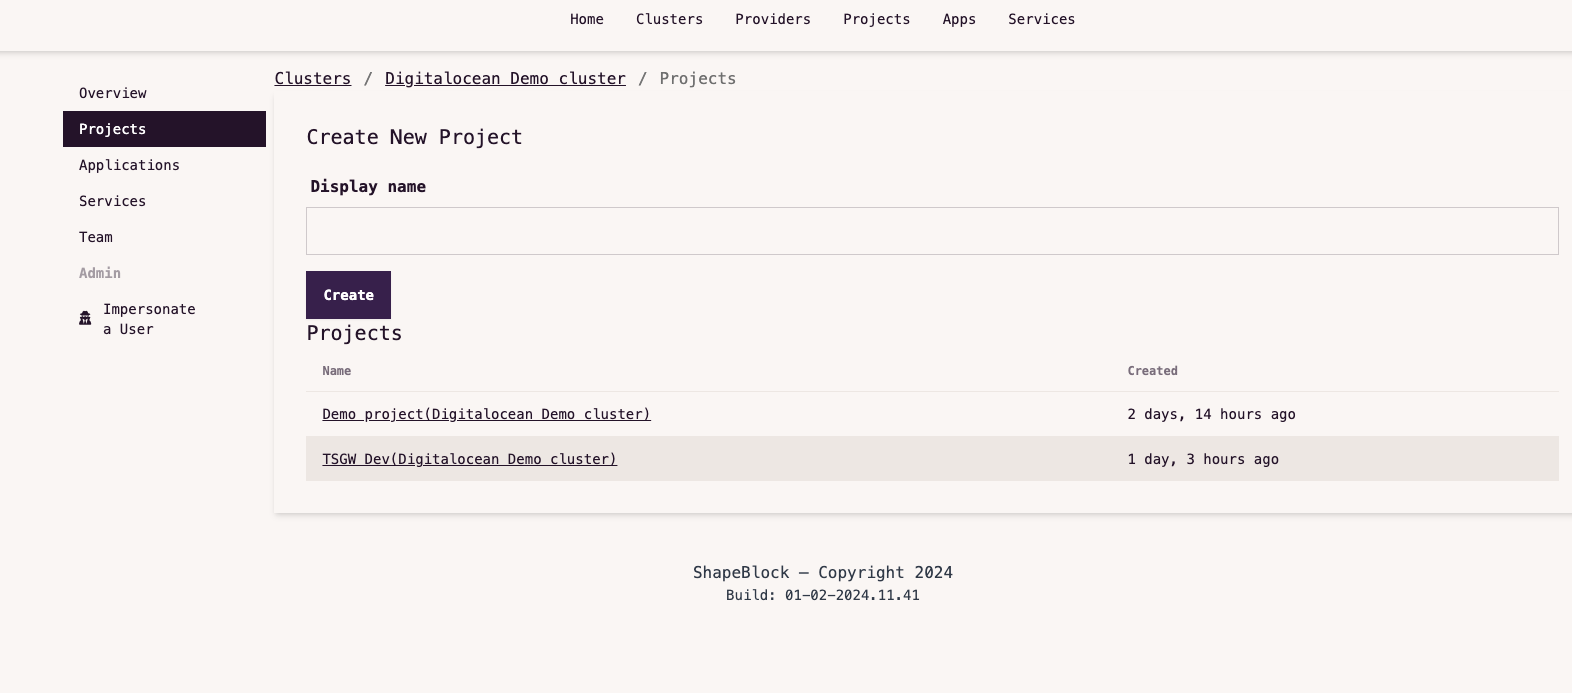 Home Clusters Providers Projects Apps Services
Clusters / Digitalocean Demo cluster / Projects
Overview
Projects
Applications
Services
Team
Admin
Impersonate
a User
Create New Project
Display name
Create
Projects
Name Created
Demo project(Digitalocean Demo cluster) 2 days, 14 hours ago
TSGW Dev(Digitalocean Demo cluster) 1 day, 3 hours ago
ShapeBlock — Copyright 2024
Build: 01-02-2024.11.41